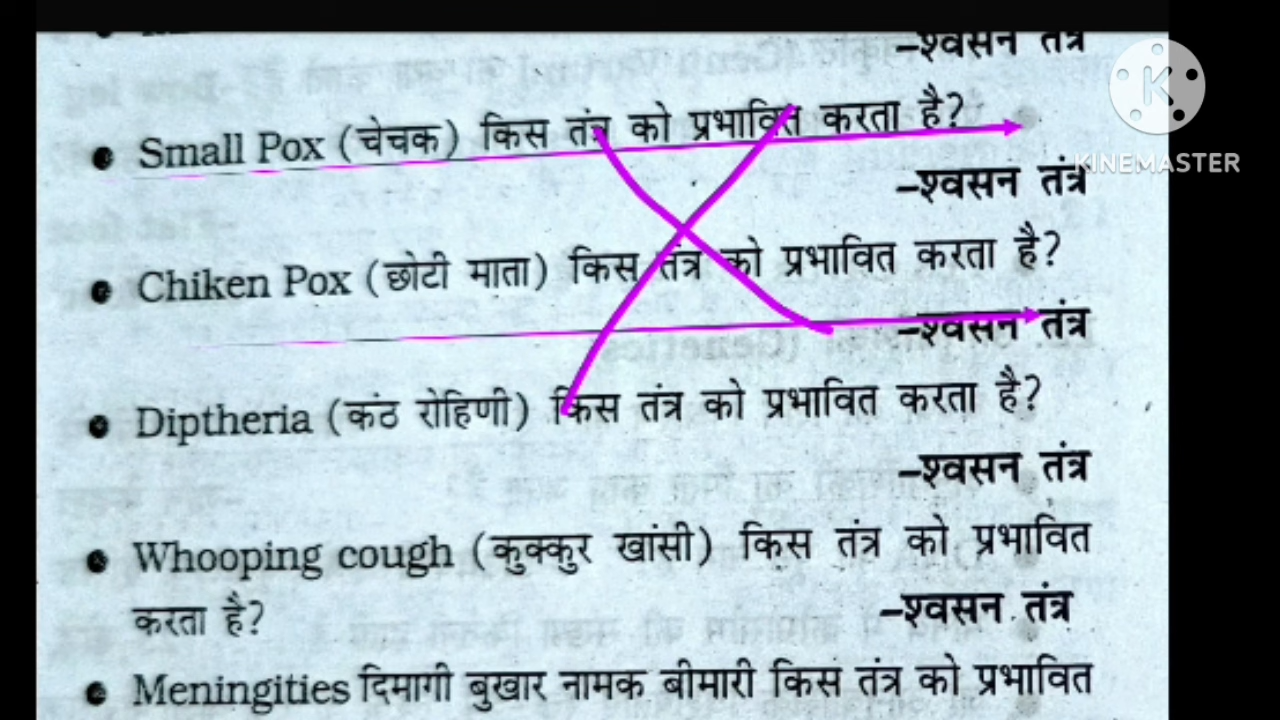 –श्वसन तंत्र
K
KINEMASTER
• Small Pox (चेचक) किस तंत्र को प्रभावित करता है?
–श्वसन तंत्र
• Chiken Pox (छोटी माता) किस तंत्र को प्रभावित करता है?
–श्वसन तंत्र
• Diptheria (कंठ रोहिणी) किस तंत्र को प्रभावित करता है?
–श्वसन तंत्र
• Whooping cough (कुक्कुर खांसी) किस तंत्र को प्रभावित
करता है?
–श्वसन तंत्र
• Meningities दिमागी बुखार नामक बीमारी किस तंत्र को प्रभावित